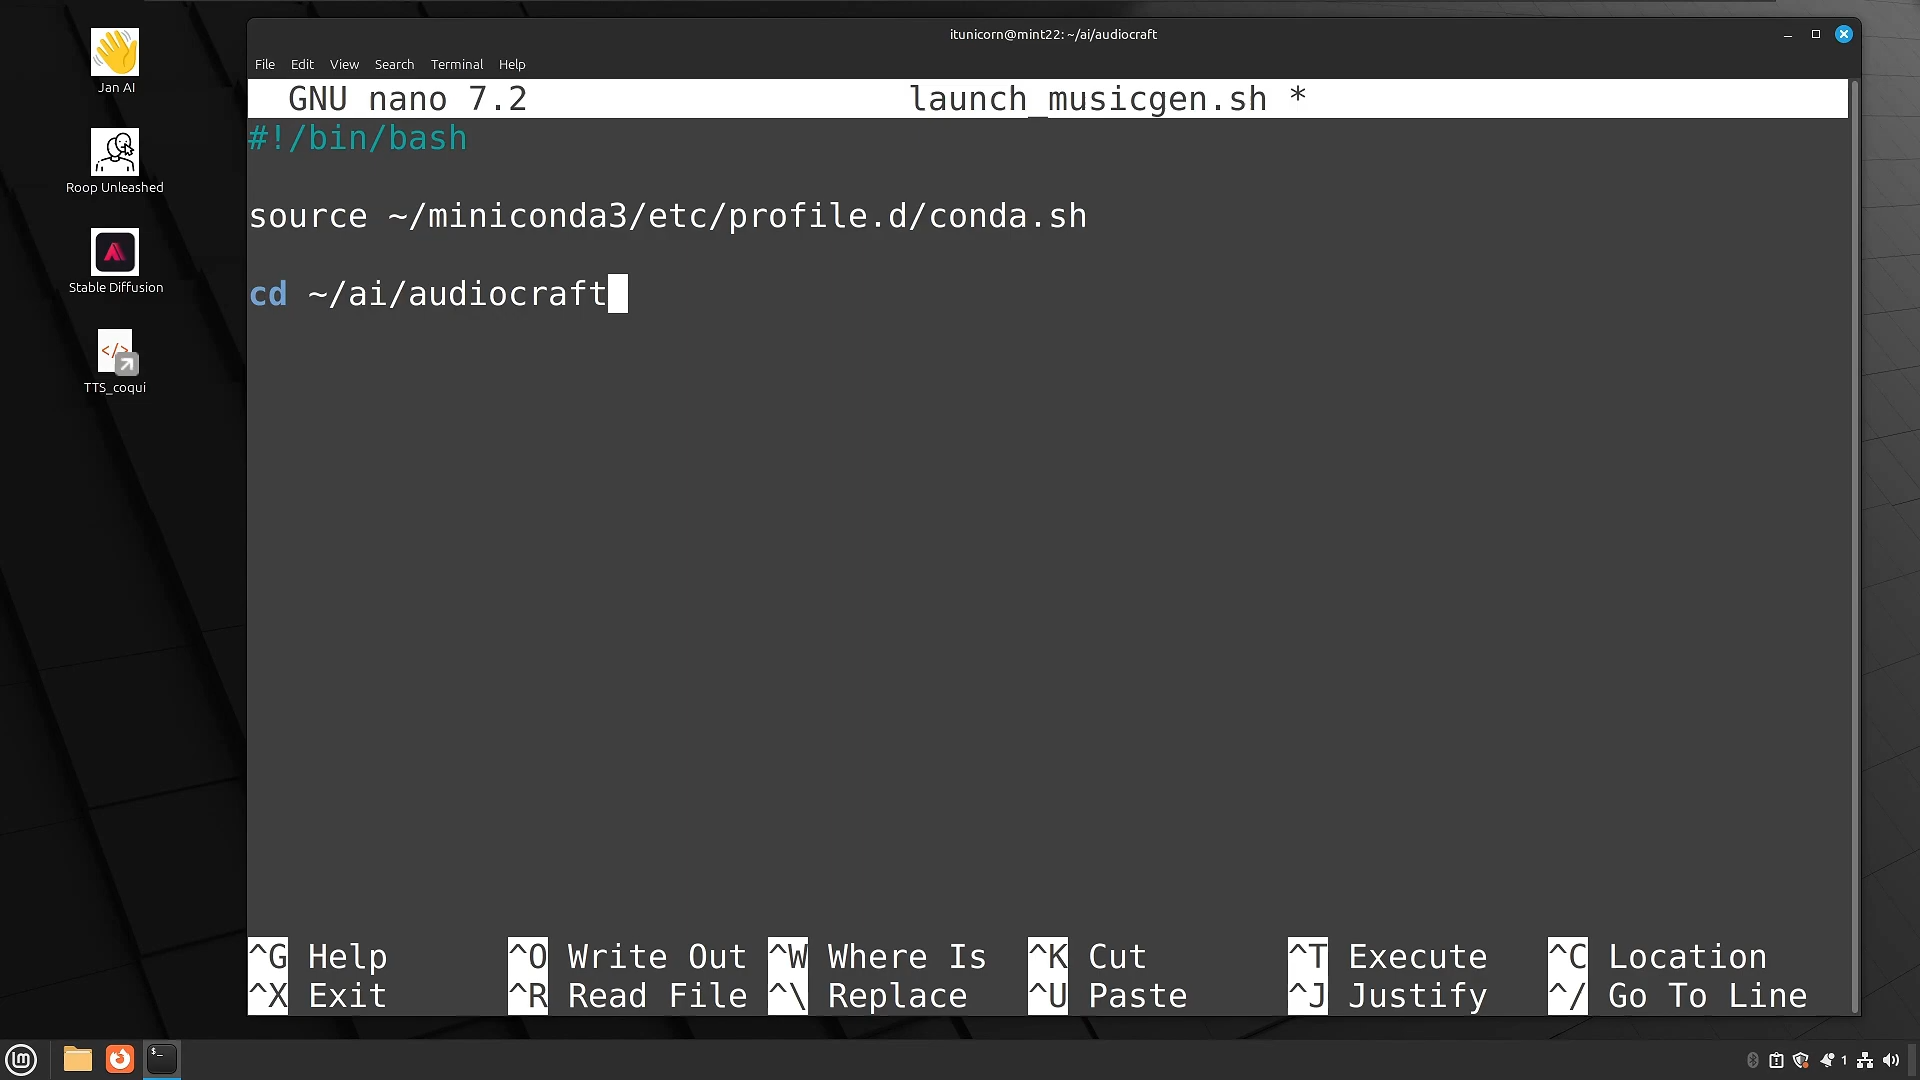 itunicorn@mint22: ~/ai/audiocraft
File Edit View Search Terminal Help
GNU nano 7.2 launch_musicgen.sh *
#!/bin/bash
source ~/miniconda3/etc/profile.d/conda.sh
cd ~/ai/audiocraft
^G Help ^O Write Out ^W Where Is ^K Cut ^T Execute ^C Location
^X Exit ^R Read File ^\ Replace ^U Paste ^J Justify ^/ Go To Line
Jan AI
Roop Unleashed
Stable Diffusion
</>
TTS_coqui
lm
$_
1